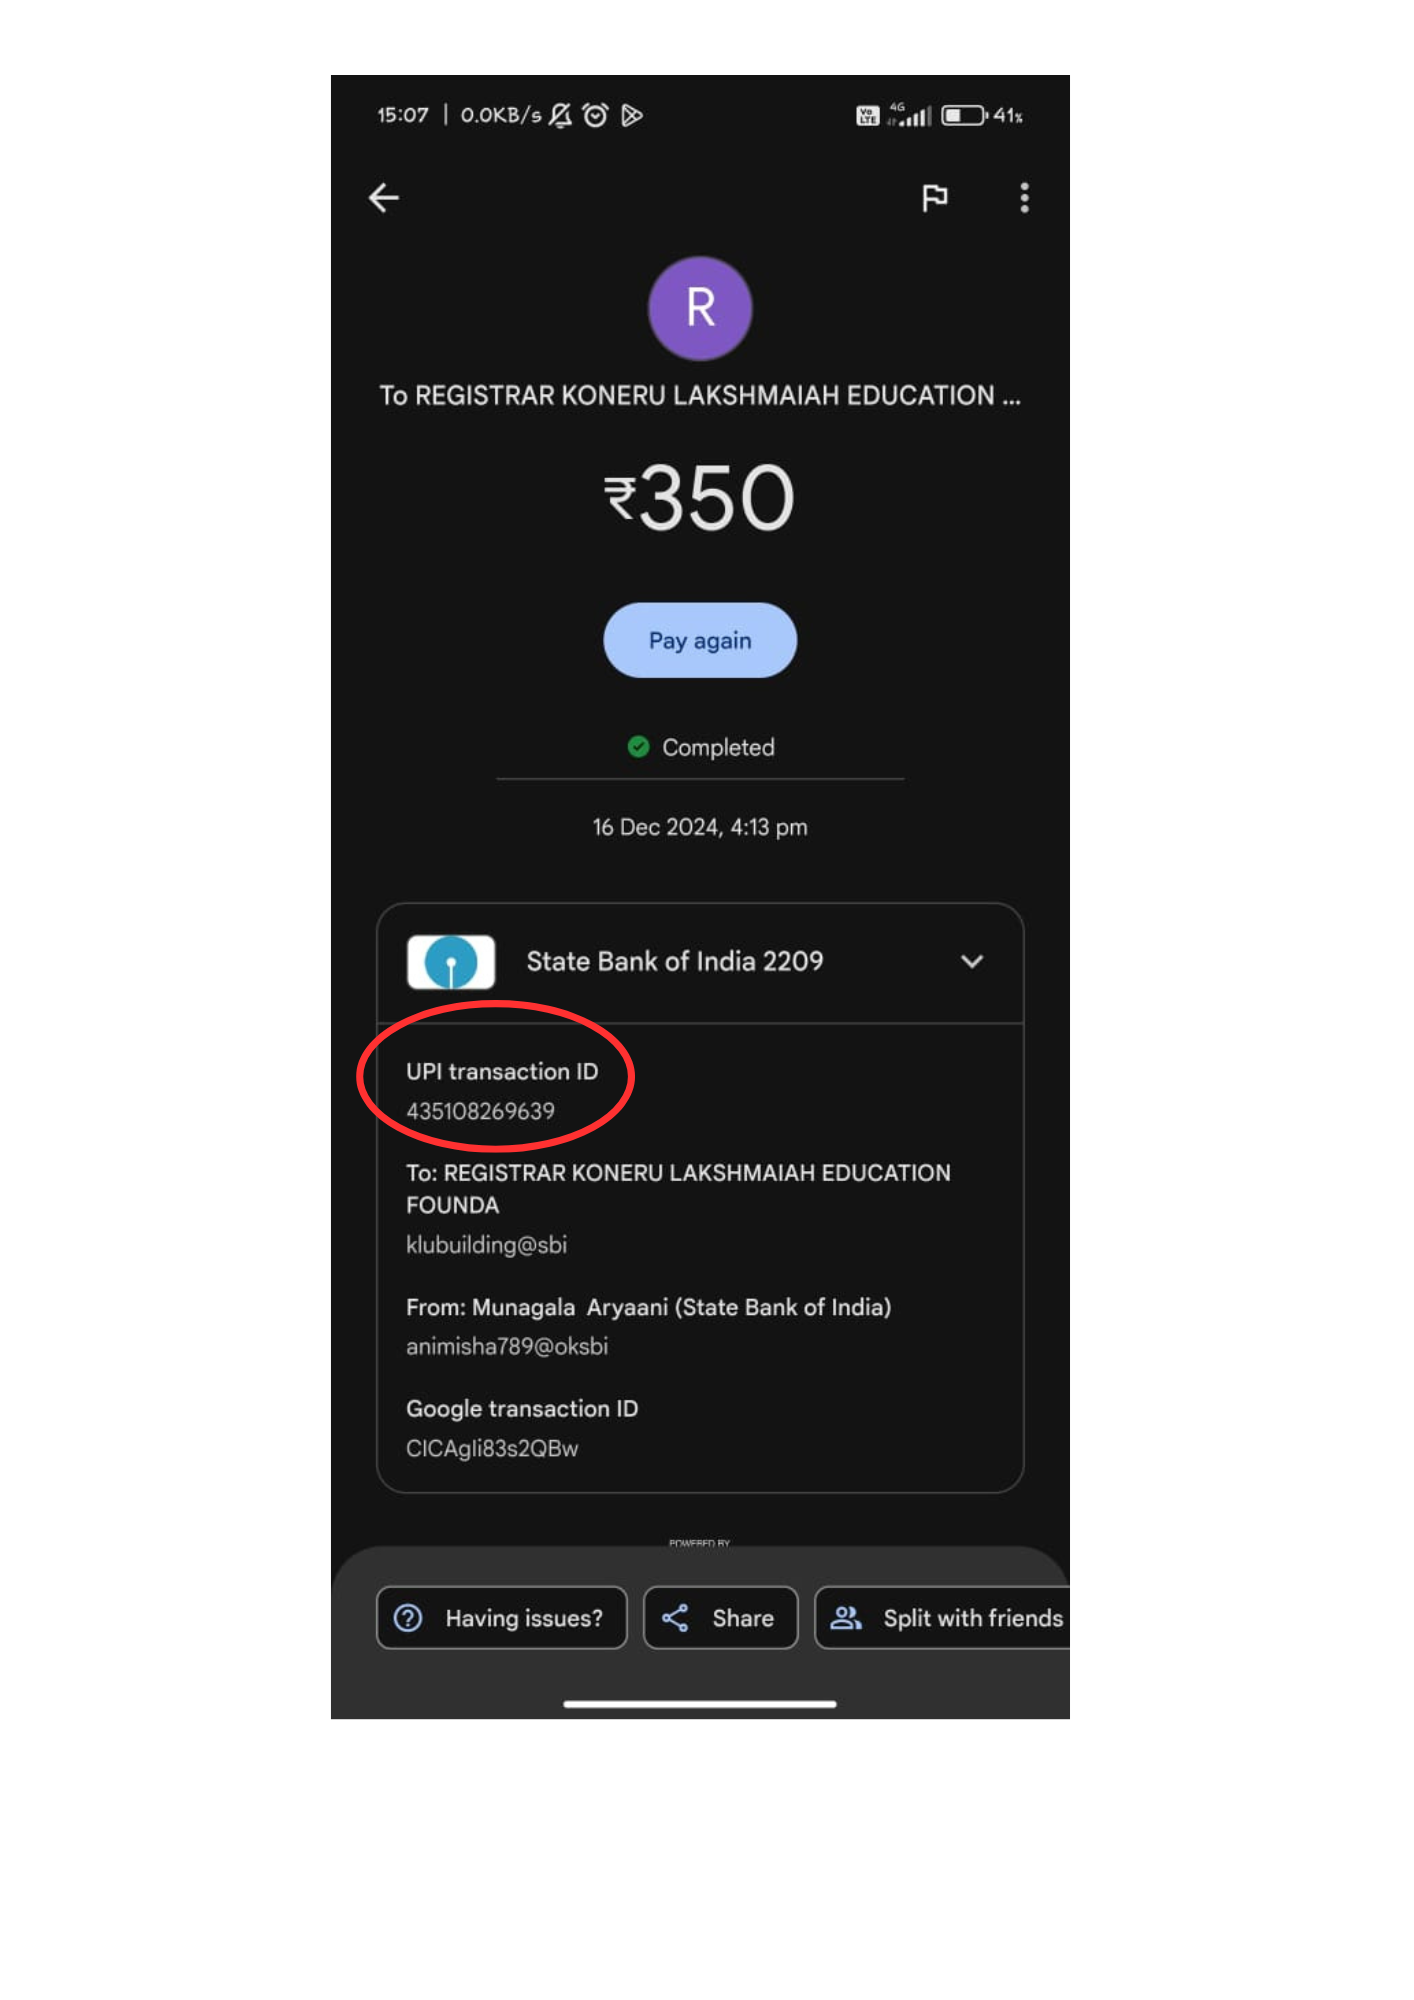 15:07 | 0.0KB/s
Vo LTE 4G 41%
R
To REGISTRAR KONERU LAKSHMAIAH EDUCATION ...
₹350
Pay again
Completed
16 Dec 2024, 4:13 pm
State Bank of India 2209
UPI transaction ID
435108269639
To: REGISTRAR KONERU LAKSHMAIAH EDUCATION
FOUNDA
klubuilding@sbi
From: Munagala Aryaani (State Bank of India)
animisha789@oksbi
Google transaction ID
CICAgIi83s2QBw
POWERED BY
Having issues?
Share
Split with friends